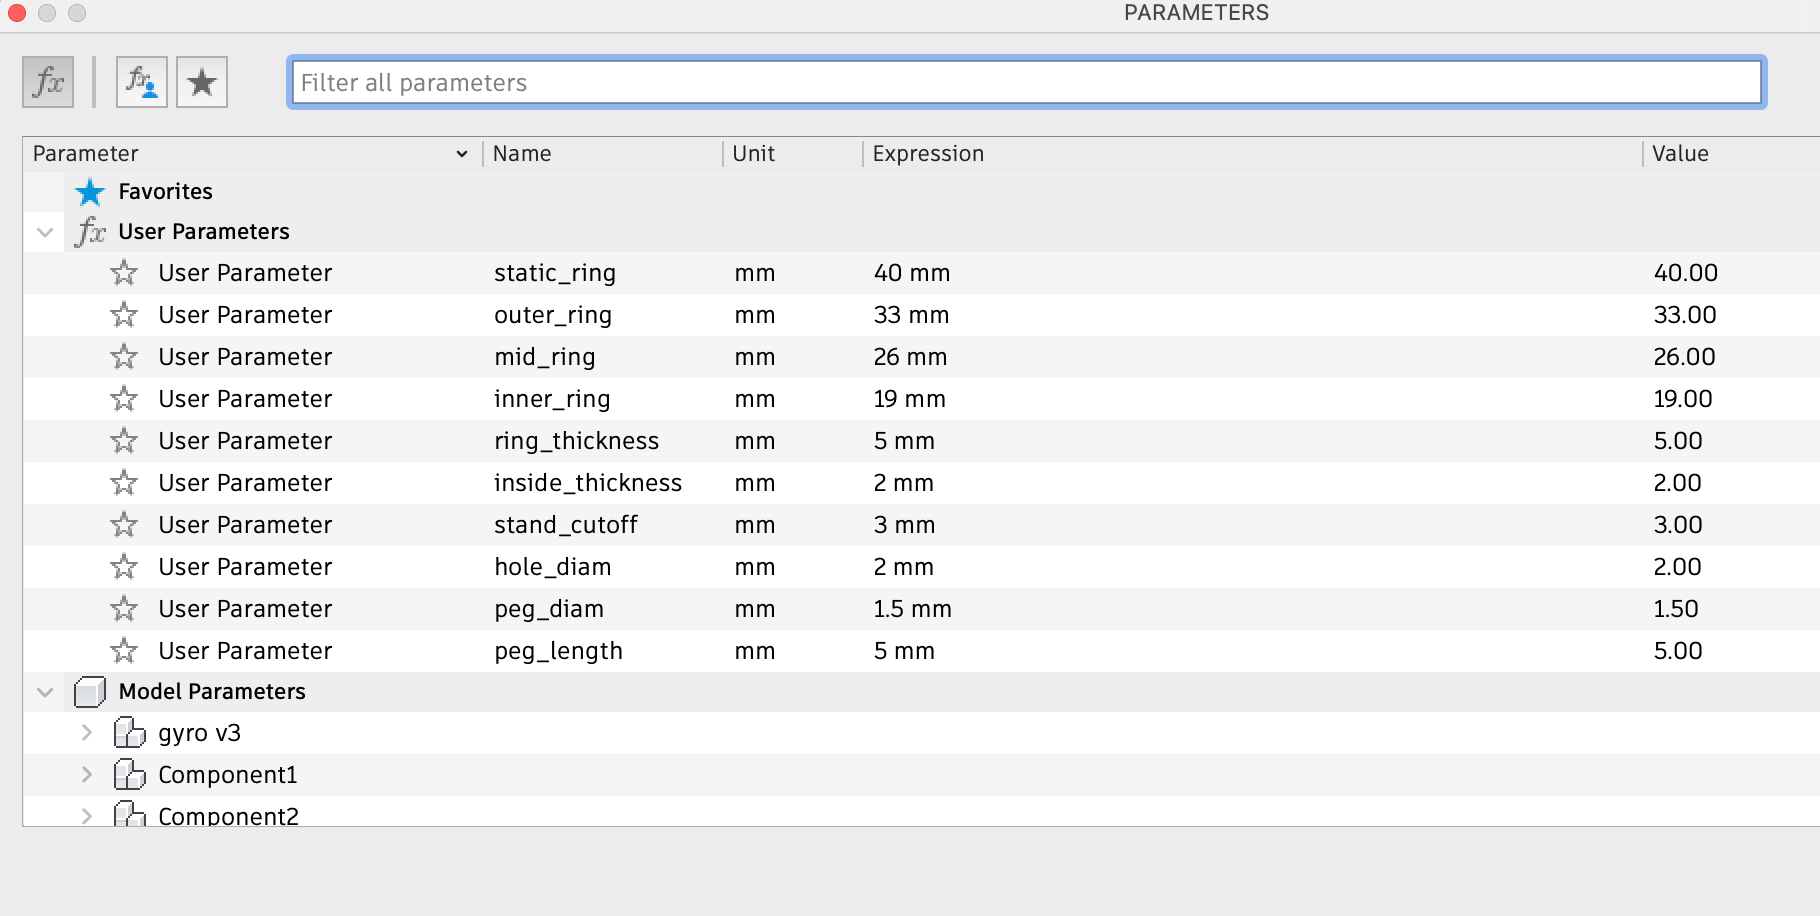 PARAMETERS
fx fx
Filter all parameters
Parameter Name Unit Expression Value
Favorites
fx User Parameters
User Parameter static_ring mm 40 mm 40.00
User Parameter outer_ring mm 33 mm 33.00
User Parameter mid_ring mm 26 mm 26.00
User Parameter inner_ring mm 19 mm 19.00
User Parameter ring_thickness mm 5 mm 5.00
User Parameter inside_thickness mm 2 mm 2.00
User Parameter stand_cutoff mm 3 mm 3.00
User Parameter hole_diam mm 2 mm 2.00
User Parameter peg_diam mm 1.5 mm 1.50
User Parameter peg_length mm 5 mm 5.00
Model Parameters
gyro v3
Component1
Component2